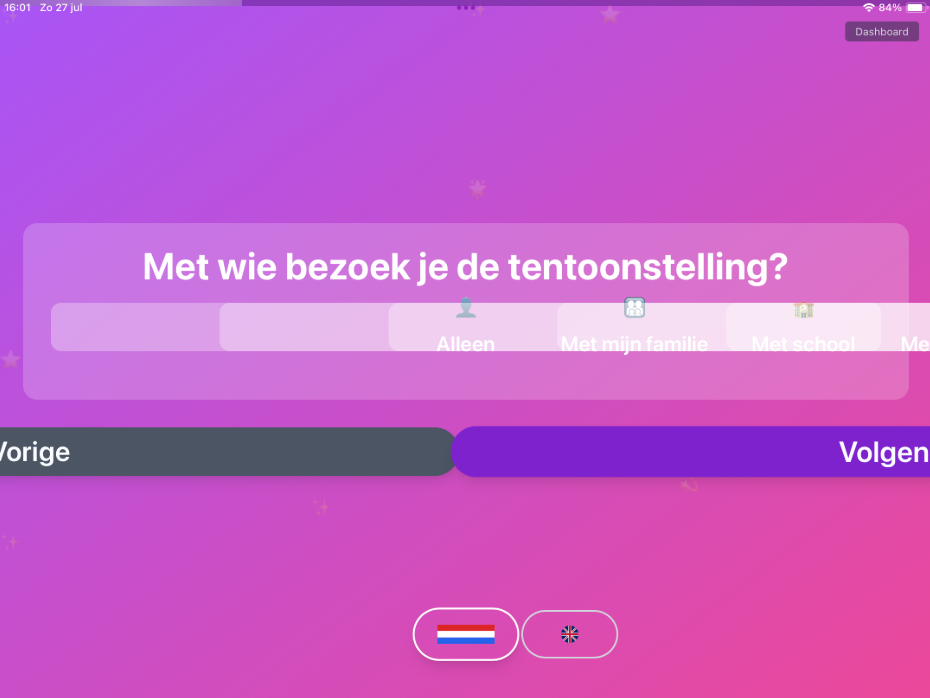 16:01 Zo 27 jul 84%
Dashboard
Met wie bezoek je de tentoonstelling?
Alleen Met mijn familie Met school Me
Vorige Volgen